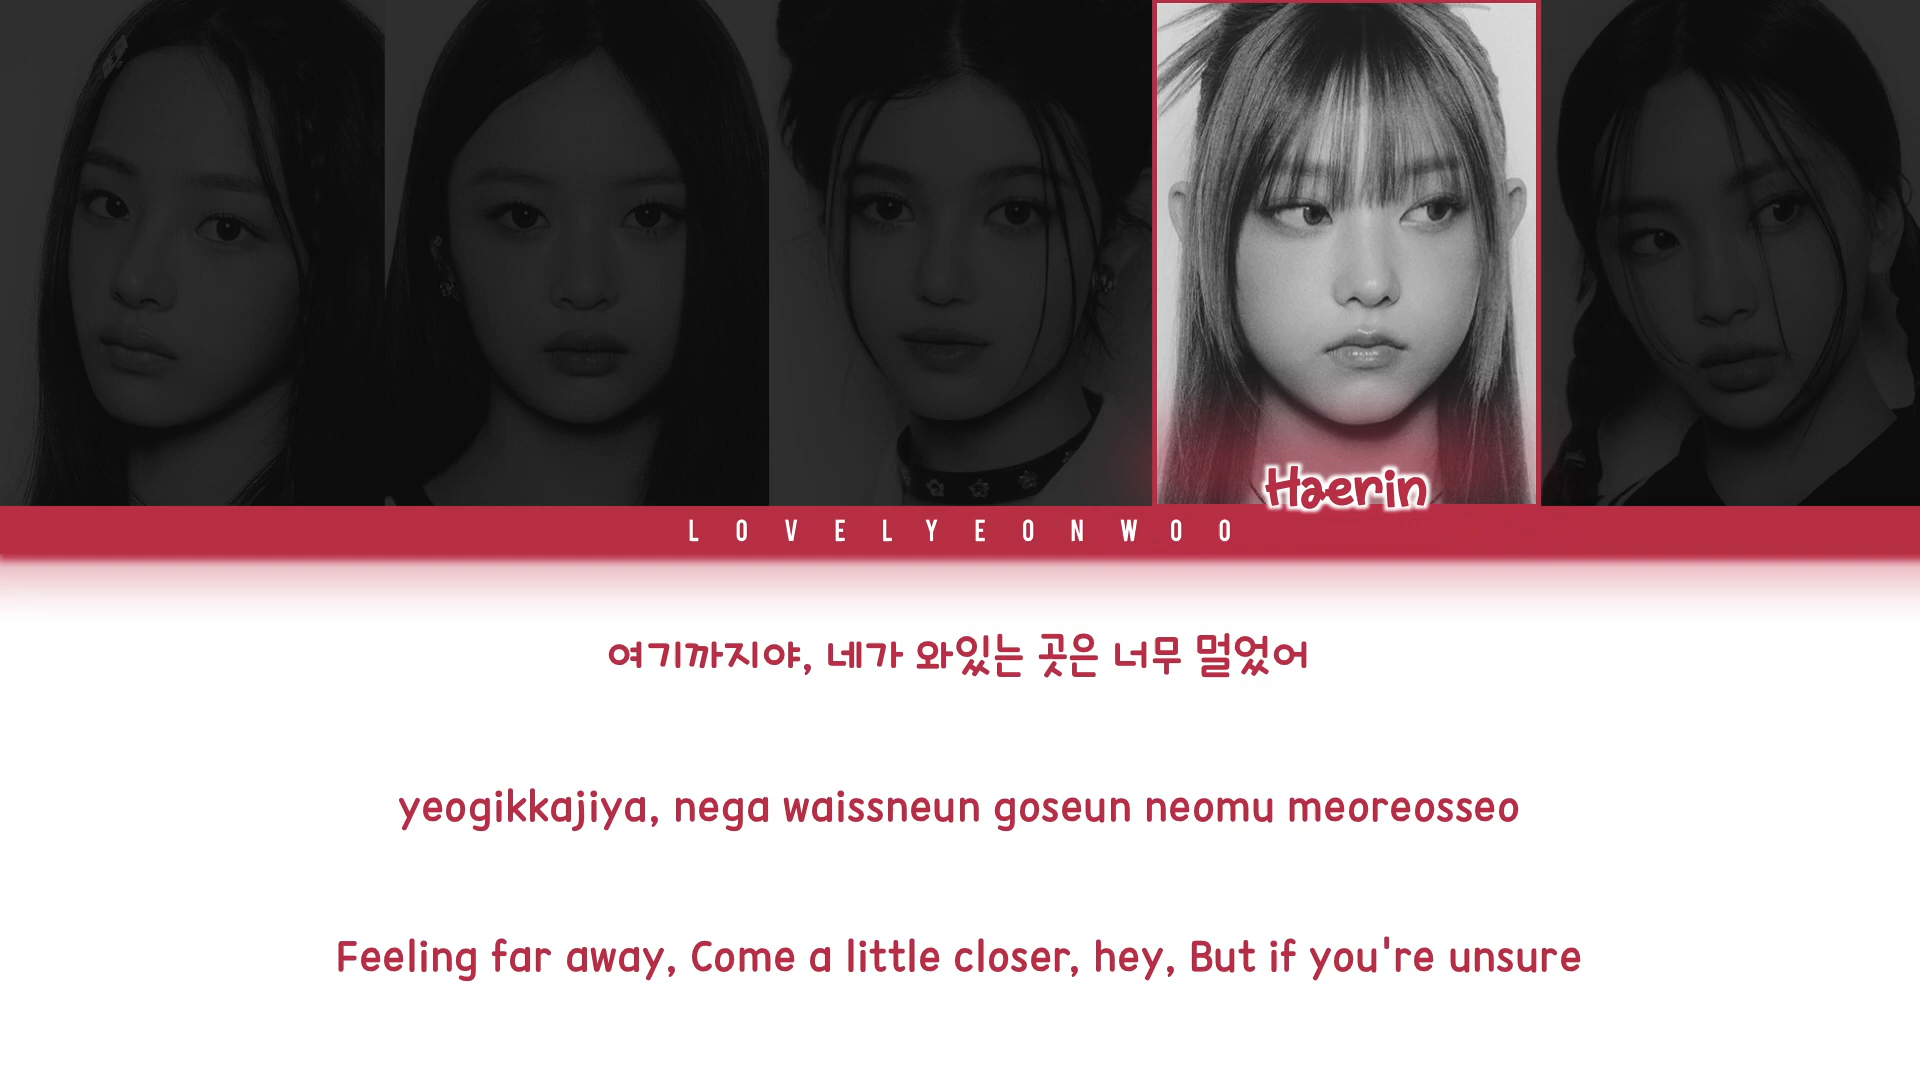 Haerin
LOVELYEONWOO
여기까지야, 네가 와있는 곳은 너무 멀었어
yeogikkajiya, nega waissneun goseun neomu meoreosseo
Feeling far away, Come a little closer, hey, But if you're unsure